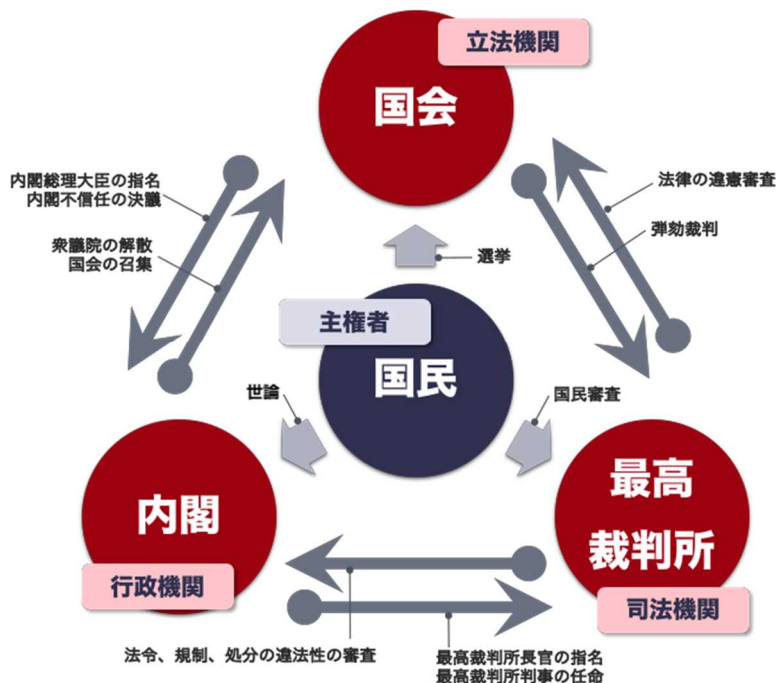 立法機関
国会
内閣総理大臣の指名
内閣不信任の決議
衆議院の解散
国会の召集
法律の違憲審査
弾劾裁判
選挙
主権者
国民
世論
国民審査
内閣
行政機関
最高
裁判所
司法機関
法令、規制、処分の違法性の審査
最高裁判所長官の指名
最高裁判所判事の任命